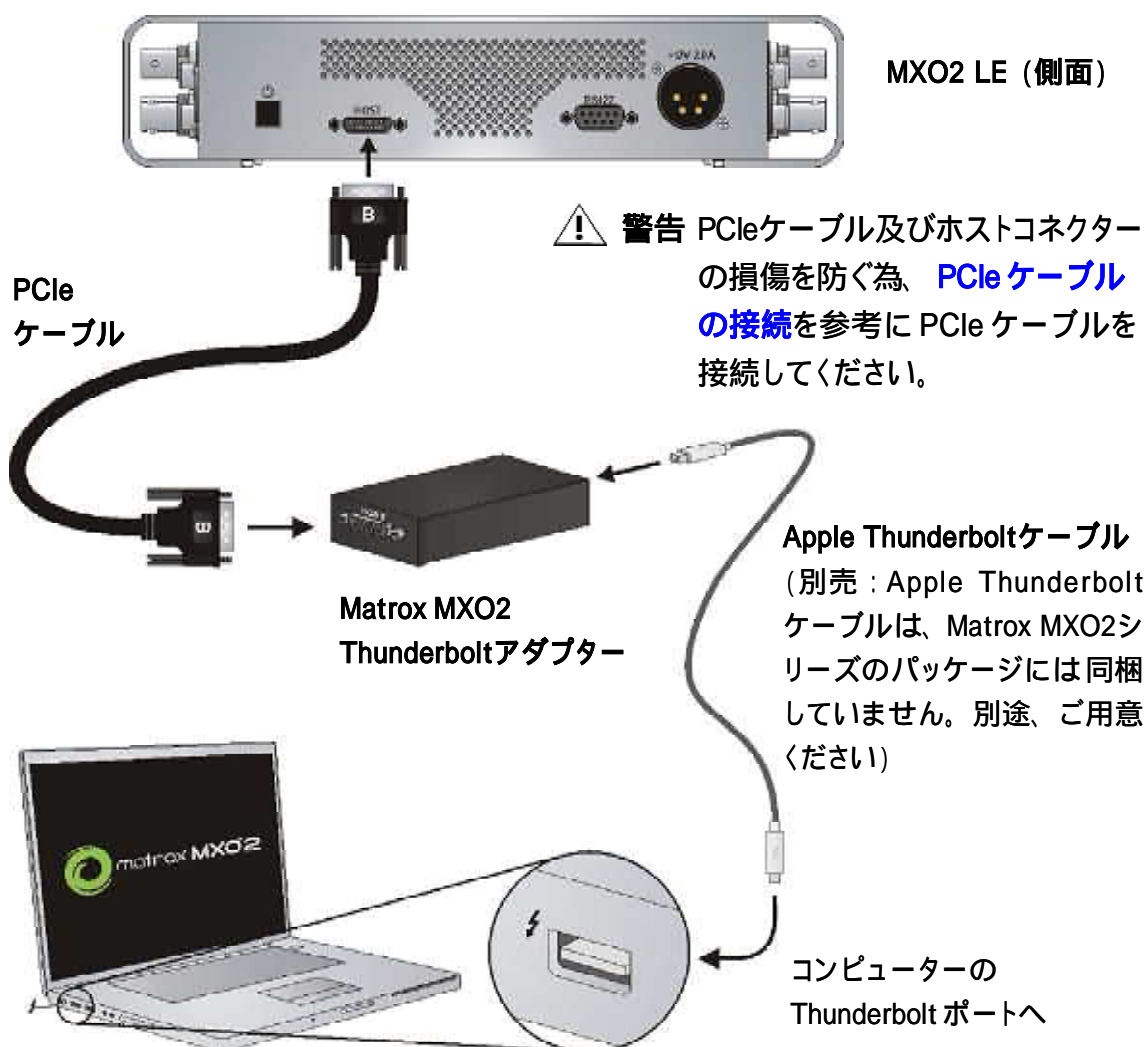 +12V 2.0A
HOST
RS422
MXO2 LE (側面)
B
警告 PCIeケーブル及びホストコネクター
の損傷を防ぐ為、 PCIe ケーブル
の接続を参考に PCIe ケーブルを
接続してください。
PCIe
ケーブル
Matrox MXO2
Thunderboltアダプター
Apple Thunderboltケーブル
(別売 : Apple Thunderbolt
ケーブルは、Matrox MXO2シ
リーズのパッケージには 同梱
していません。別途、ご用意
ください)
matrox MXO2
コンピューターの
Thunderbolt ポートへ